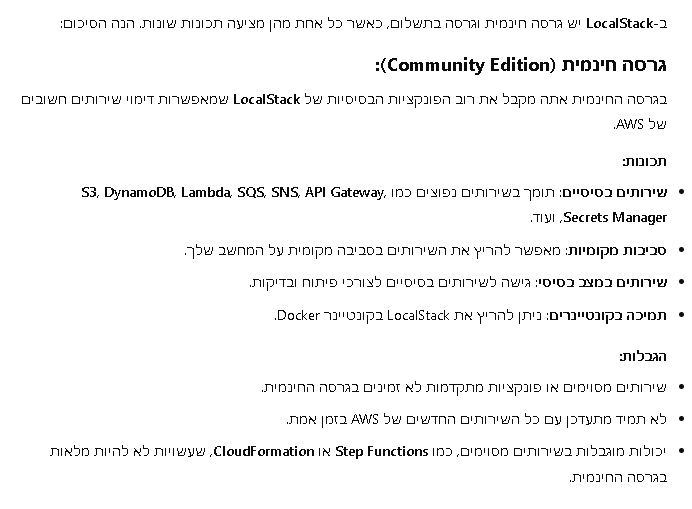 ב-LocalStack יש גרסה חינמית וגרסה בתשלום, כאשר כל אחת מהן מציעה תכונות שונות. הנה הסיכום:
גרסה חינמית (Community Edition):
בגרסה החינמית אתה מקבל את רוב הפונקציות הבסיסיות של LocalStack שמאפשרות דימוי שירותים חשובים
של AWS.
תכונות:
• שירותים בסיסיים: תומך בשירותים נפוצים כמו S3, DynamoDB, Lambda, SQS, SNS, API Gateway,
Secrets Manager, ועוד.
• סביבות מקומיות: מאפשר להריץ את השירותים בסביבה מקומית על המחשב שלך.
• שירותים במצב בסיסי: גישה לשירותים בסיסיים לצורכי פיתוח ובדיקות.
• תמיכה בקונטיינרים: ניתן להריץ את LocalStack בקונטיינר Docker.
הגבלות:
• שירותים מסוימים או פונקציות מתקדמות לא זמינים בגרסה החינמית.
• לא תמיד מתעדכן עם כל השירותים החדשים של AWS בזמן אמת.
• יכולות מוגבלות בשירותים מסוימים, כמו Step Functions או CloudFormation, שעשויות לא להיות מלאות
בגרסה החינמית.